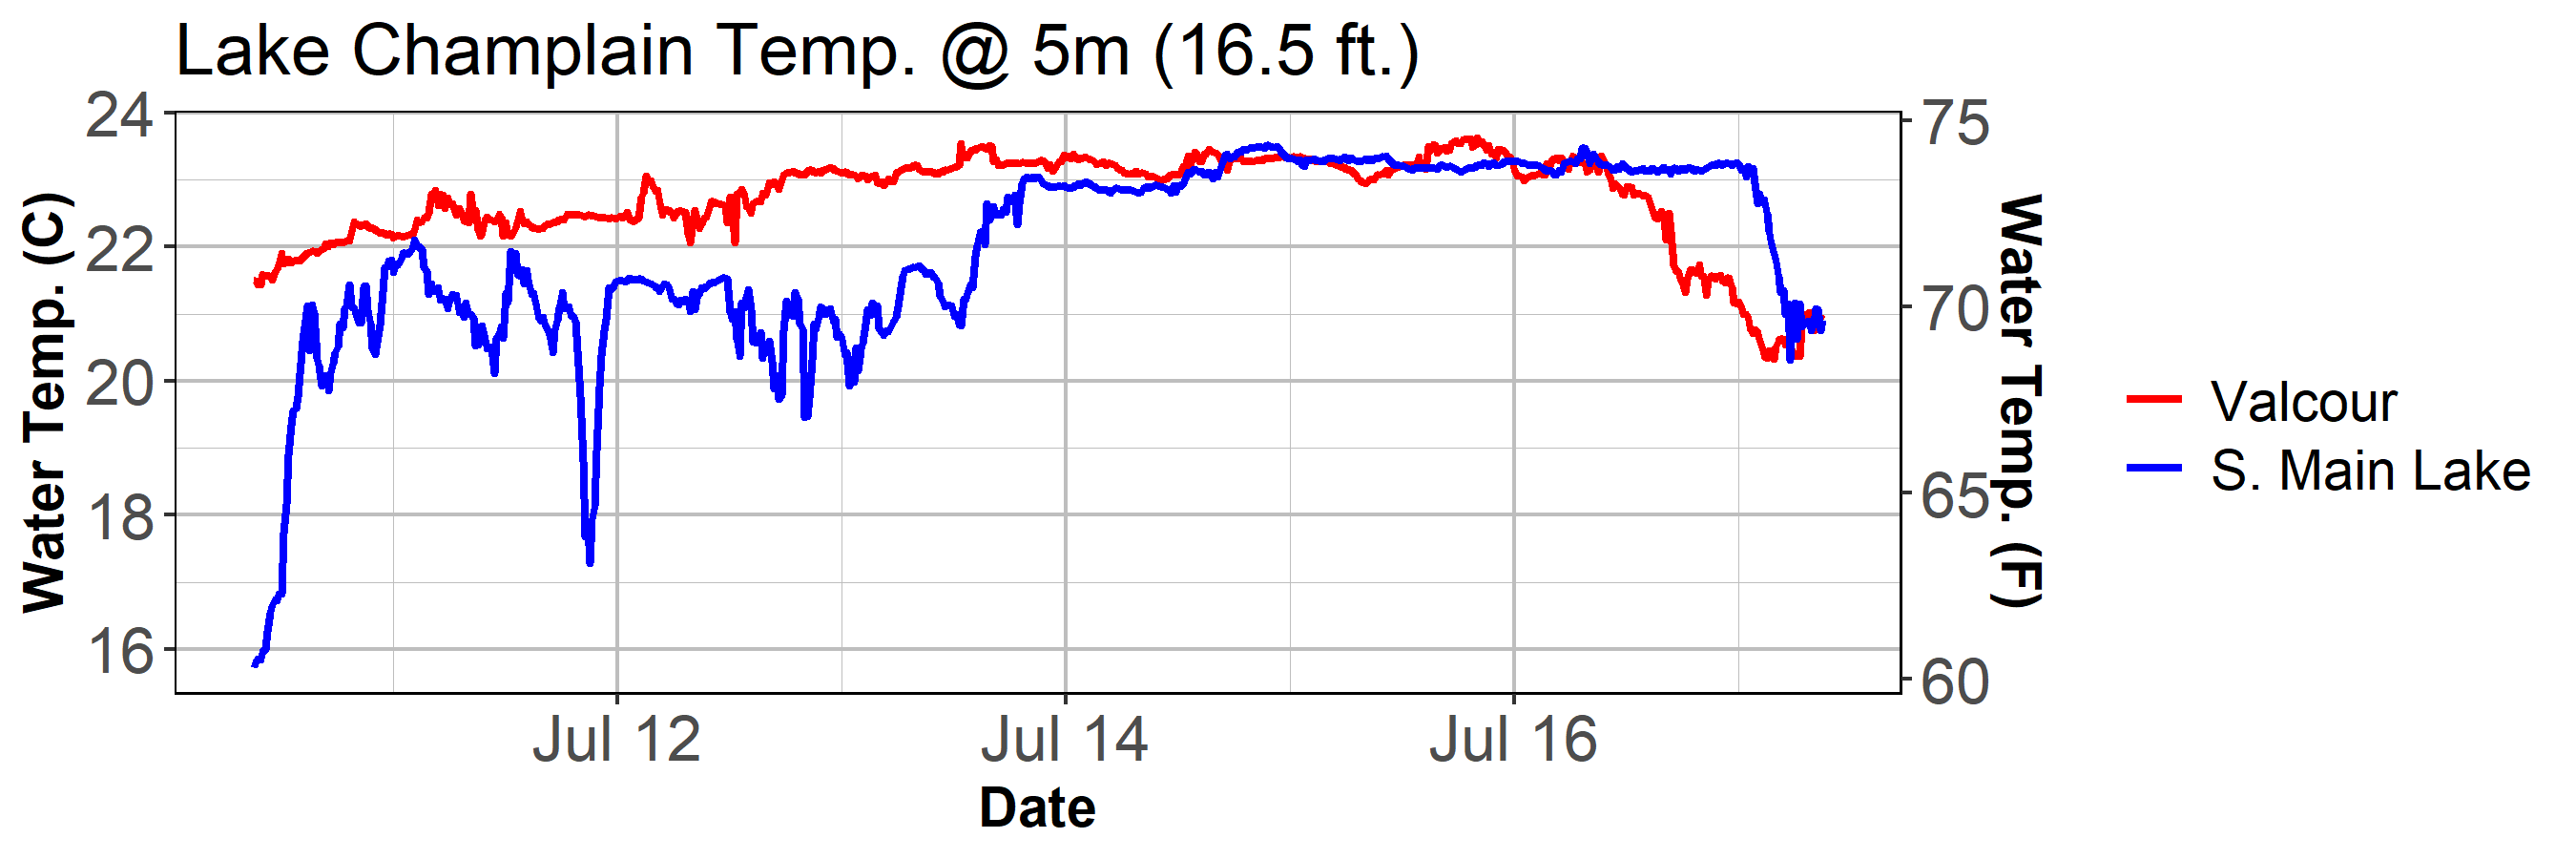 Lake Champlain Temp. @ 5m (16.5 ft.)
24
22
20
18
16
Water Temp. (C)
75
70
65
60
Water Temp. (F)
Jul 12
Jul 14
Jul 16
Date
Valcour
S. Main Lake